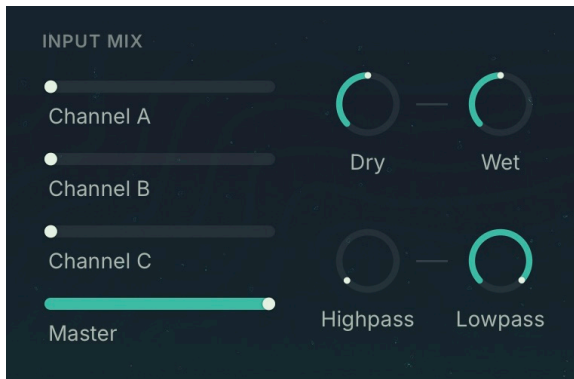 INPUT MIX
Channel A
Channel B
Channel C
Master
Dry
Wet
Highpass
Lowpass